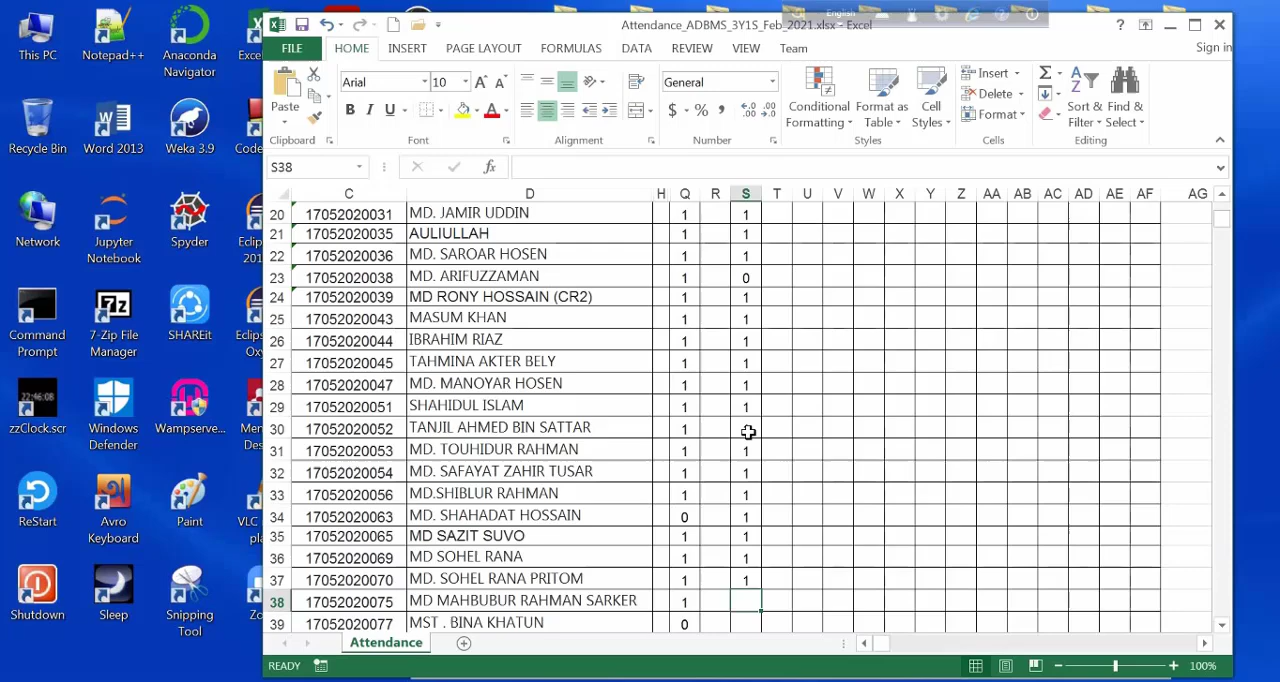 This PC
Notepad++
Anaconda
Navigator
Recycle Bin
Word 2013
Weka 3.9
Network
Jupyter
Notebook
Spyder
Command
Prompt
7-Zip File
Manager
SHAREit
22:46:08
zzClock.scr
Windows
Defender
Wampserve...
ReStart
Avro
Keyboard
Paint
Shutdown
Sleep
Snipping
Tool
English
Attendance_ADBMS_3Y1S_Feb_2021.xlsx - Excel
Sign in
FILE HOME INSERT PAGE LAYOUT FORMULAS DATA REVIEW VIEW Team
Paste
Clipboard
Arial 10
B I U
Font
Alignment
General
$ % ,
Number
Conditional
Formatting
Format as
Table
Cell
Styles
Styles
Insert
Delete
Format
Cells
Sort &
Filter
Find &
Select
Editing
S38 fx
C D H Q R S T U V W X Y Z AA AB AC AD AE AF AG
20 17052020031 MD. JAMIR UDDIN 1 1
21 17052020035 AULIULLAH 1 1
22 17052020036 MD. SAROAR HOSEN 1 1
23 17052020038 MD. ARIFUZZAMAN 1 0
24 17052020039 MD RONY HOSSAIN (CR2) 1 1
25 17052020043 MASUM KHAN 1 1
26 17052020044 IBRAHIM RIAZ 1 1
27 17052020045 TAHMINA AKTER BELY 1 1
28 17052020047 MD. MANOYAR HOSEN 1 1
29 17052020051 SHAHIDUL ISLAM 1 1
30 17052020052 TANJIL AHMED BIN SATTAR 1
31 17052020053 MD. TOUHIDUR RAHMAN 1 1
32 17052020054 MD. SAFAYAT ZAHIR TUSAR 1 1
33 17052020056 MD.SHIBLUR RAHMAN 1 1
34 17052020063 MD. SHAHADAT HOSSAIN 0 1
35 17052020065 MD SAZIT SUVO 1 1
36 17052020068 MD SOHEL RANA 1 1
37 17052020070 MD. SOHEL RANA PRITOM 1 1
38 17052020075 MD MAHBUBUR RAHMAN SARKER 1
39 17052020077 MST . BINA KHATUN 0
Attendance
READY
100%